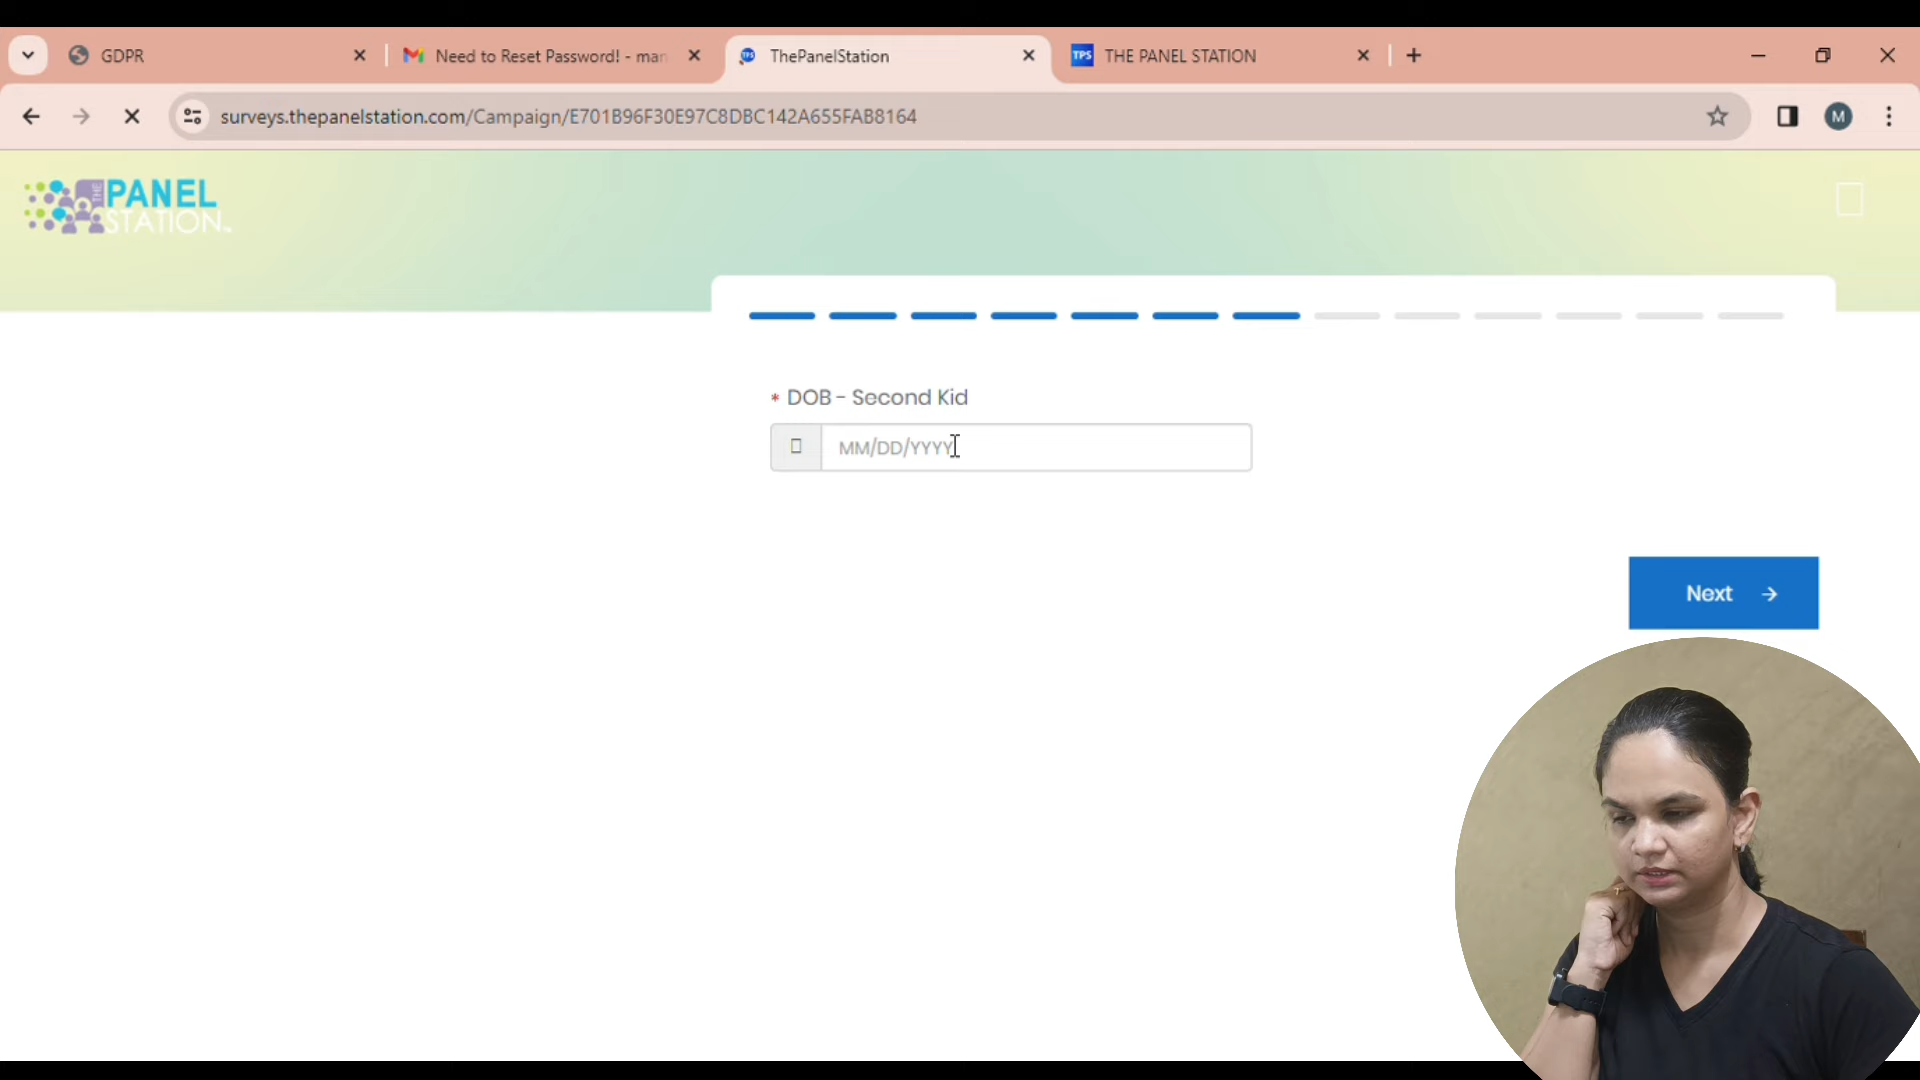 GDPR
Need to Reset Password! - man
ThePanelStation
TPS
THE PANEL STATION
surveys.thepanelstation.com/Campaign/E701B96F30E97C8DBC142A655FAB8164
M
THE PANEL
STATION
* DOB - Second Kid
MM/DD/YYYY
Next →